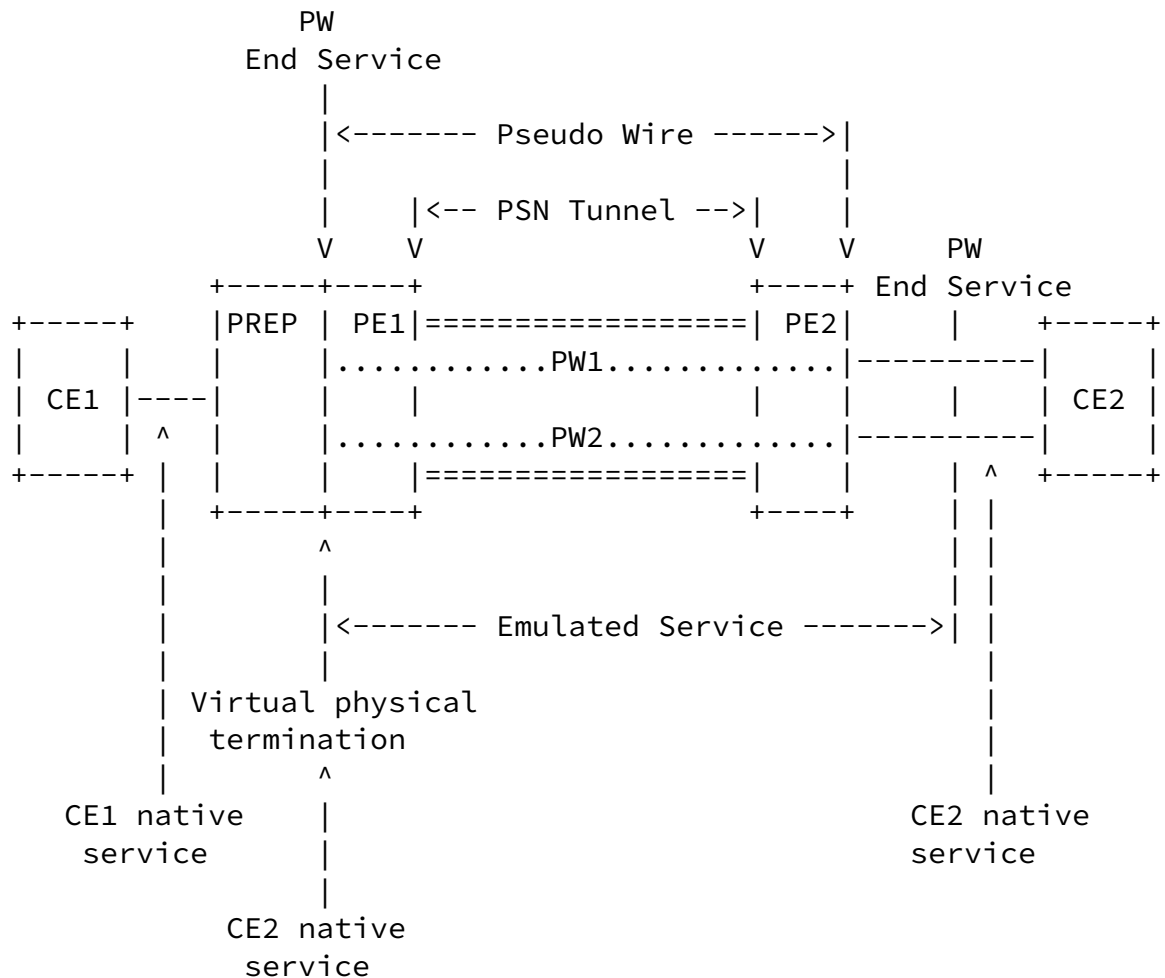 PW
End Service
|
|<------- Pseudo Wire ------>|
|                            |
|    |<-- PSN Tunnel -->|    |
V    V                  V    V     PW
+-----+----+                  +----+ End Service
+-----+    |PREP | PE1|==================| PE2|     |    +-----+
|     |    |     |............PW1.............|----------|     |
| CE1 |----|     |    |                  |    |     |    | CE2 |
|     | ^  |     |............PW2.............|----------|     |
+-----+ |  |     |    |==================|    |     | ^  +-----+
|  +-----+----+                  +----+     | |
|        ^                                  | |
|        |                                  | |
|        |<------- Emulated Service ------->| |
|        |                                    |
| Virtual physical                            |
|  termination                                |
|        ^                                    |
CE1 native    |                                CE2 native
service     |                                service
|
CE2 native
service